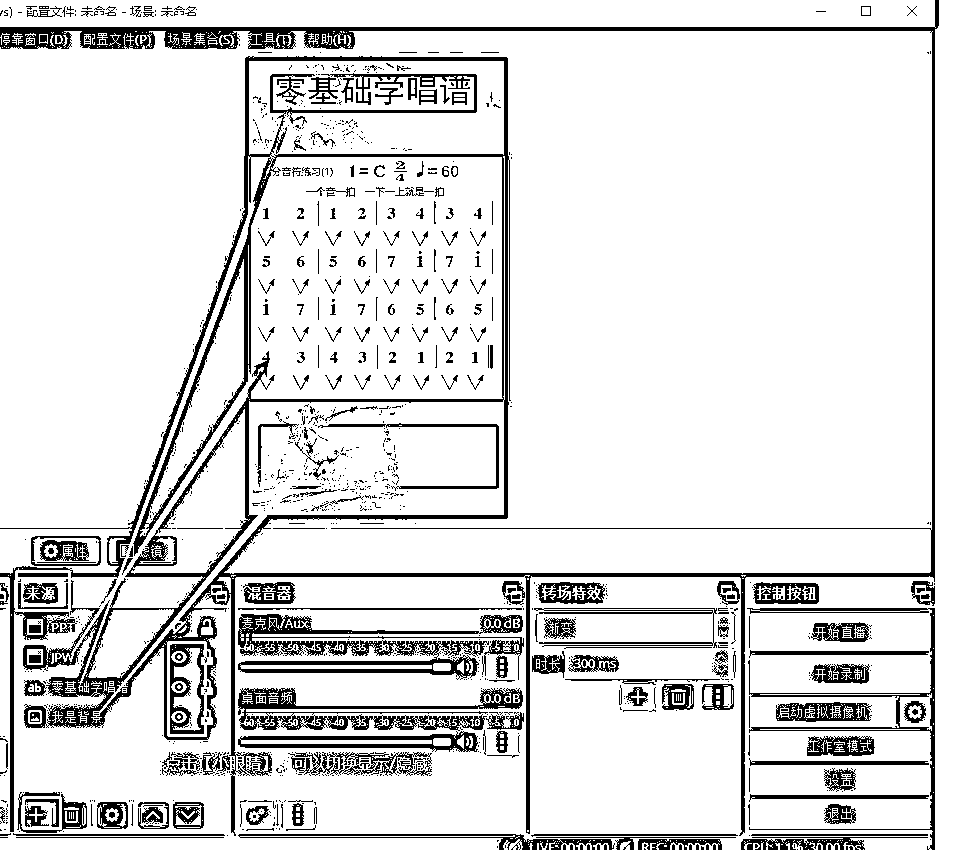 vs) - 配置文件: 未命名 - 场景: 未命名
停靠窗口(D) 配置文件(P) 场景集合(S) 工具(T) 帮助(H)
零基础学唱谱
分音符练习(1) 1=C 2/4 ♩=60
一个音一拍 一下一上就是一拍
1 2 | 1 2 | 3 4 | 3 4 |
5 6 | 5 6 | 7 i | 7 i |
i 7 | i 7 | 6 5 | 6 5 |
4 3 | 4 3 | 2 1 | 2 1 ‖
属性 滤镜
来源 混音器 转场特效 控制按钮
PPT
JPW
ab 零基础学唱谱
我是背景
麦克风/Aux 0.0 dB
-60 -55 -50 -45 -40 -35 -30 -25 -20 -15 -10 -5 0
桌面音频 0.0 dB
-60 -55 -50 -45 -40 -35 -30 -25 -20 -15 -10 -5 0
时长 300 ms
开始直播
开始录制
启动虚拟摄像机
工作室模式
设置
退出
点击【小眼睛】，可以切换显示/隐藏
LIVE: 00:00:00 REC: 00:00:00 CPU: 1.1%, 30.00 fps